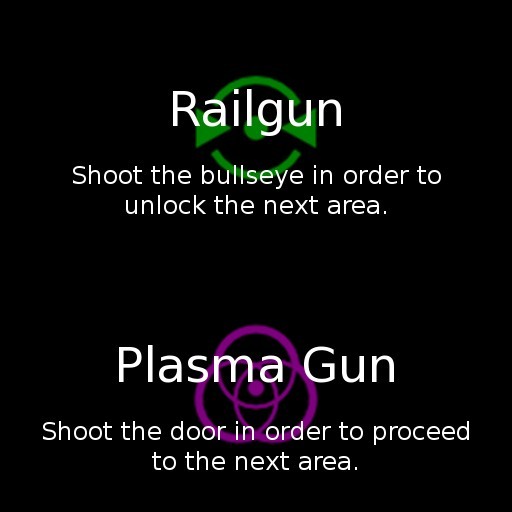 Railgun
Shoot the bullseye in order to
unlock the next area.
Plasma Gun
Shoot the door in order to proceed
to the next area.